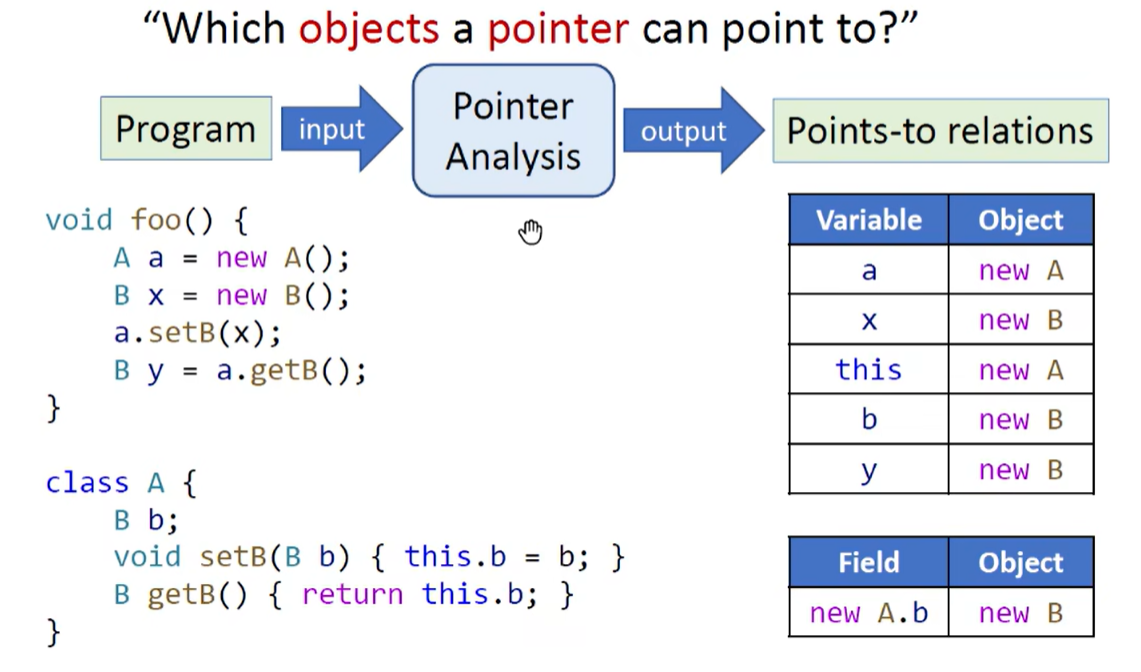 “Which objects a pointer can point to?”
Program
input
Pointer
Analysis
output
Points-to relations
void foo() {
    A a = new A();
    B x = new B();
    a.setB(x);
    B y = a.getB();
}
class A {
    B b;
    void setB(B b) { this.b = b; }
    B getB() { return this.b; }
}
Variable Object
a new A
x new B
this new A
b new B
y new B
Field Object
new A.b new B